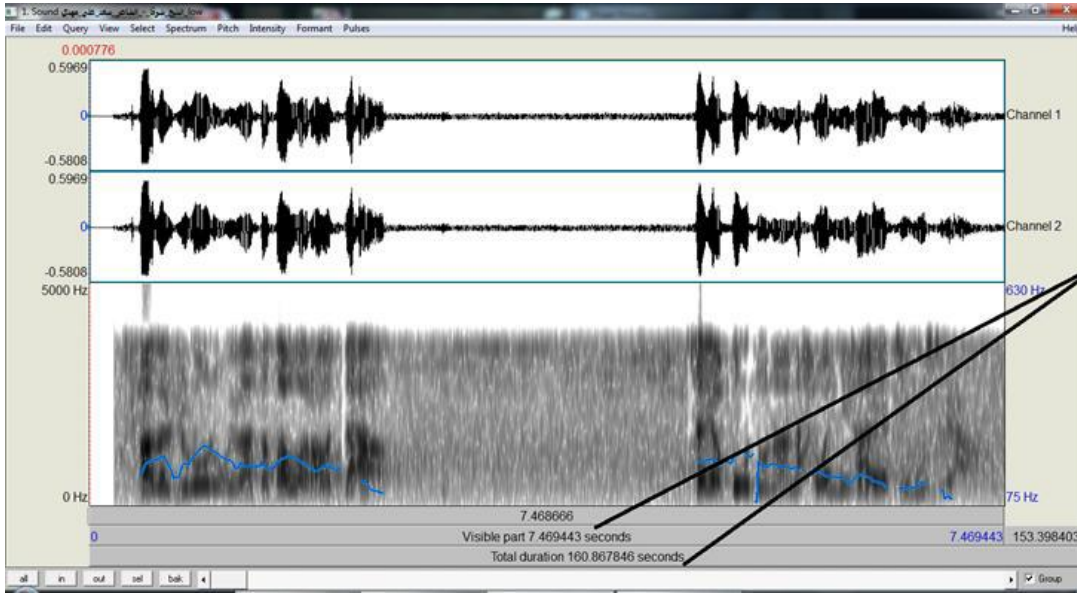 1. Sound الشيخ_شوقة_-_الشاعر_سعد_علي_مهدي_low
File Edit Query View Select Spectrum Pitch Intensity Formant Pulses Hel
0.000776
0.5969
0
-0.5808
Channel 1
0.5969
0
-0.5808
Channel 2
5000 Hz
630 Hz
0 Hz
75 Hz
7.468666
0 Visible part 7.469443 seconds 7.469443 153.398403
Total duration 160.867846 seconds
all in out sel bak Group